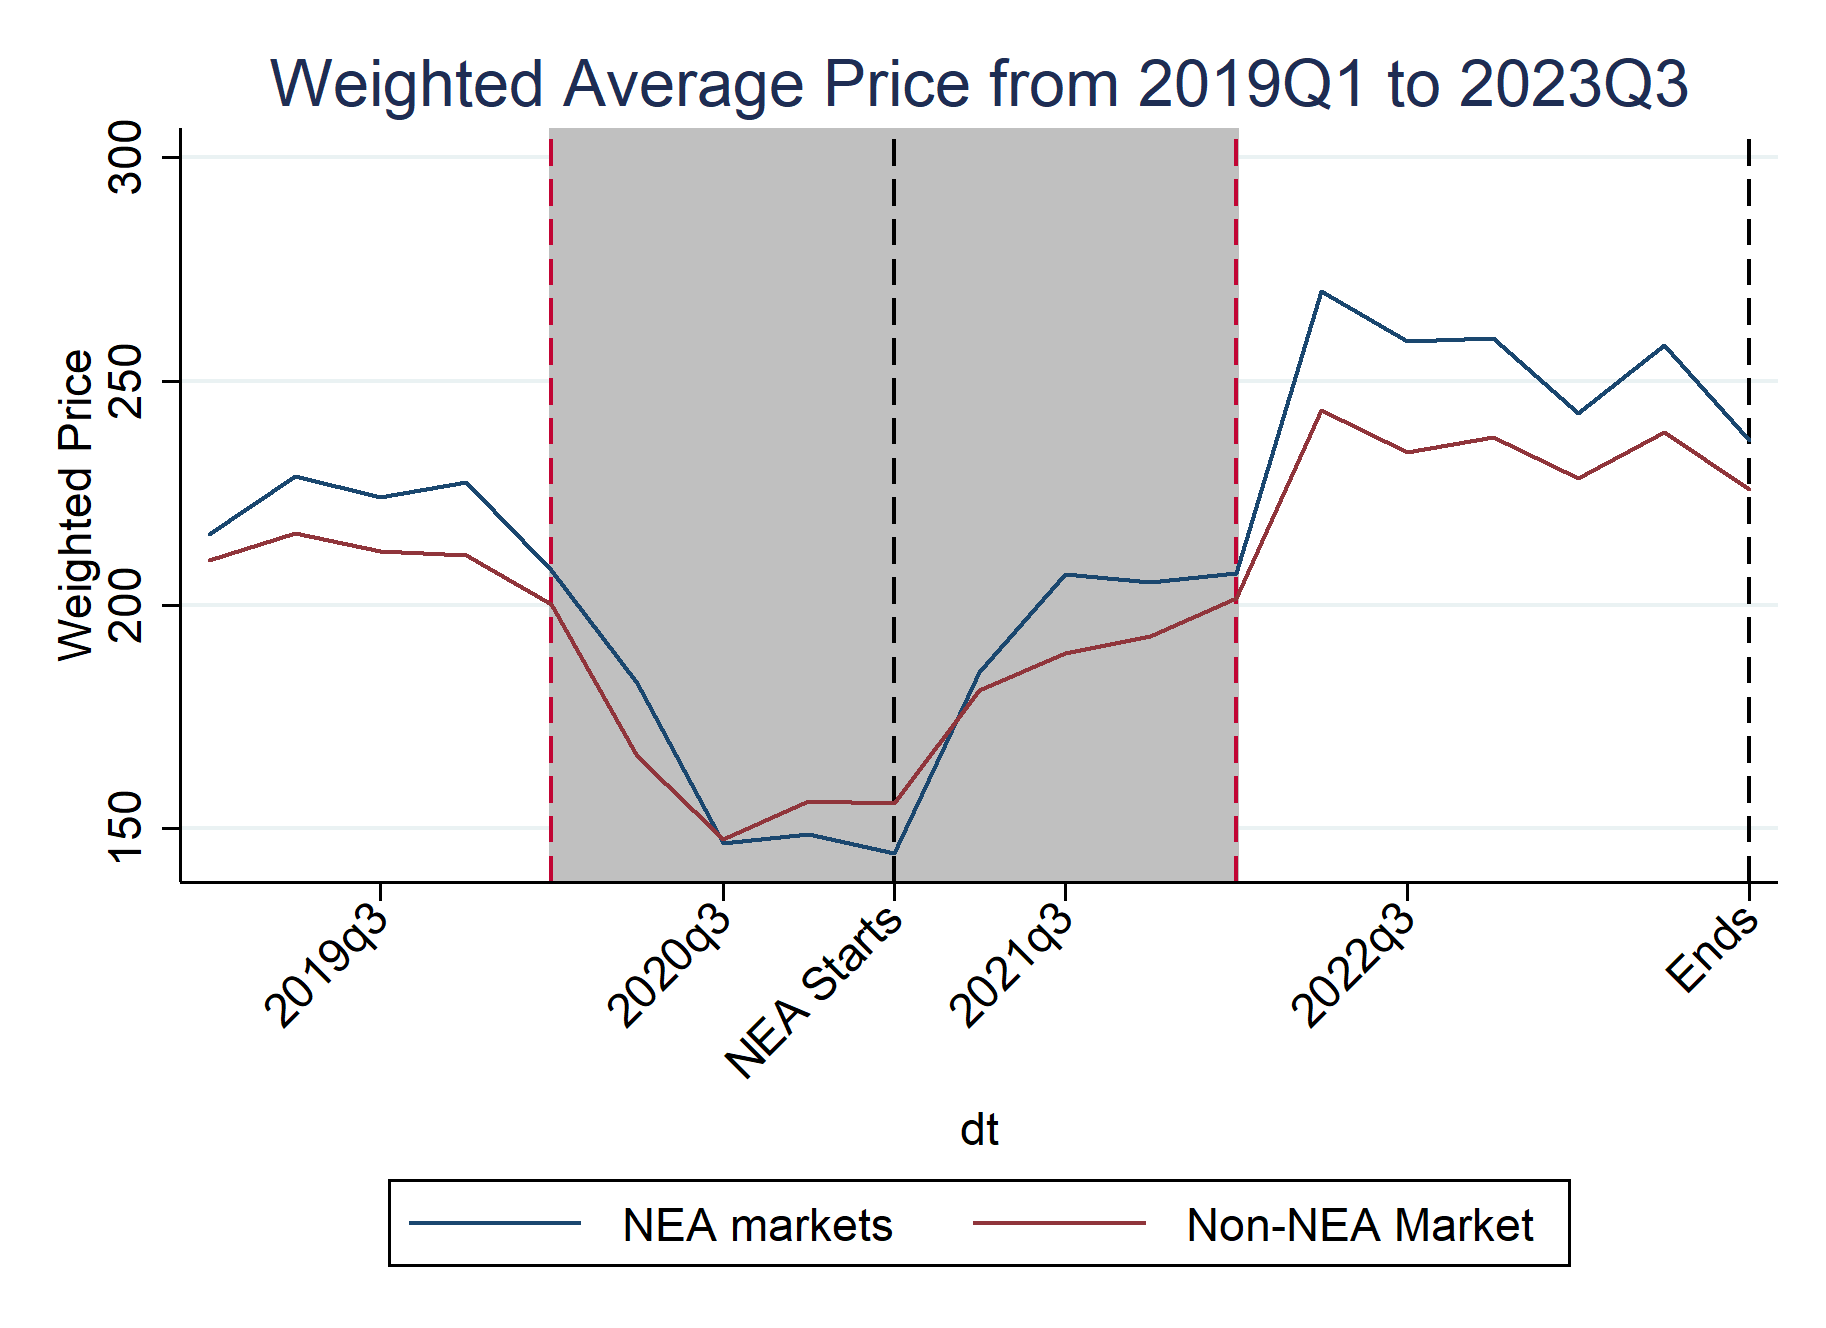 Weighted Average Price from 2019Q1 to 2023Q3
Weighted Price
300
250
200
150
2019q3
2020q3
NEA Starts
2021q3
2022q3
Ends
dt
NEA markets
Non-NEA Market